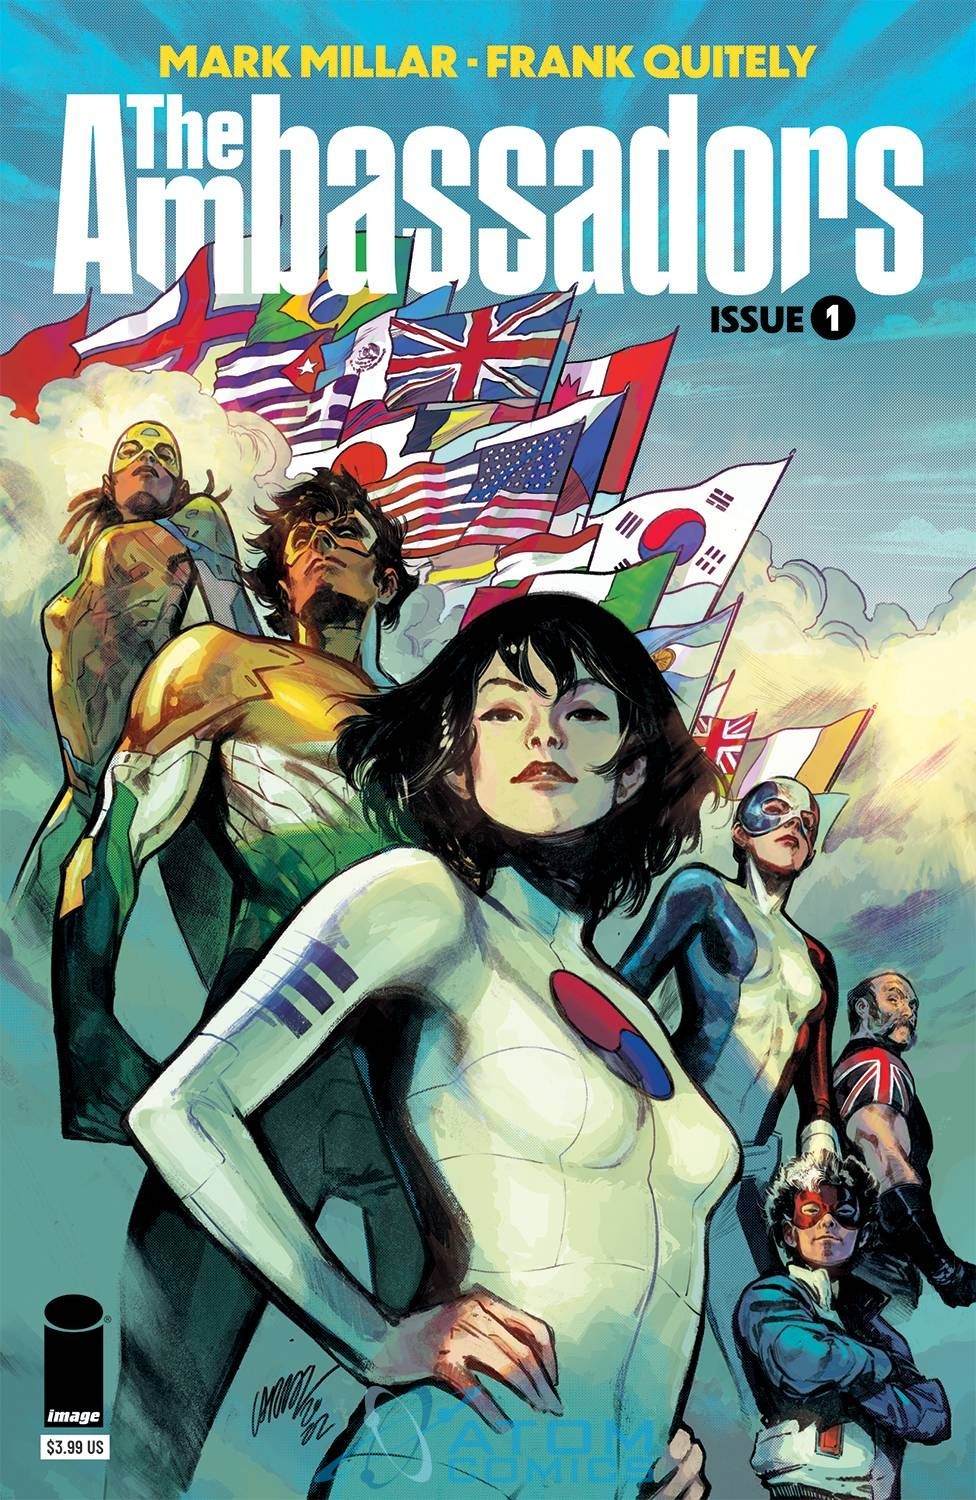 MARK MILLAR · FRANK QUITELY
The
Ambassadors
ISSUE 1
image
$3.99 US
ATOM
COMICS